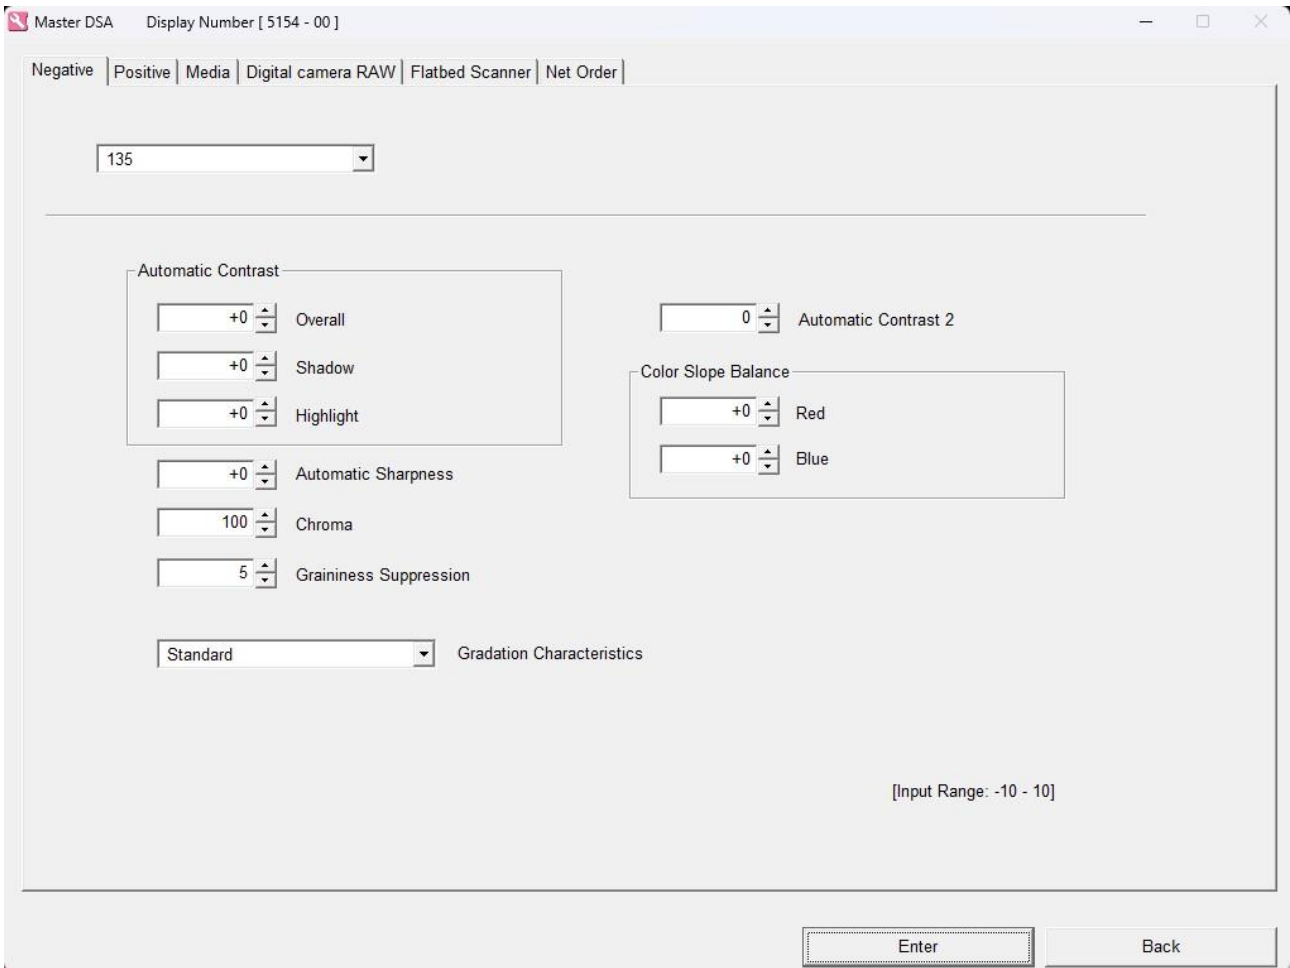 Master DSA Display Number [ 5154 - 00 ]
Negative Positive Media Digital camera RAW Flatbed Scanner Net Order
135
Automatic Contrast
+0 Overall
0 Automatic Contrast 2
+0 Shadow
Color Slope Balance
+0 Highlight
+0 Red
+0 Blue
+0 Automatic Sharpness
100 Chroma
5 Graininess Suppression
Standard Gradation Characteristics
[Input Range: -10 - 10]
Enter Back